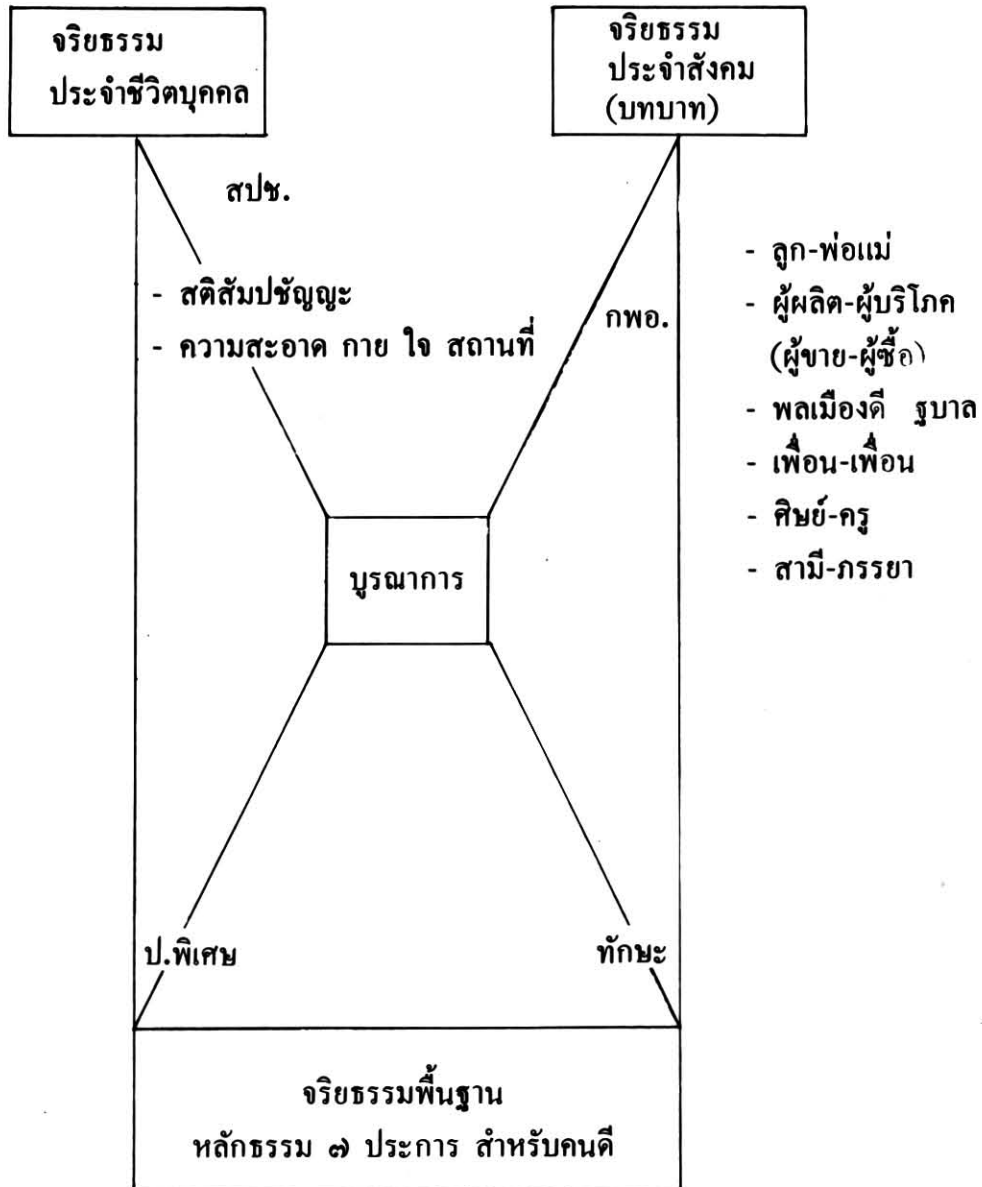 จริยธรรม
ประจำชีวิตบุคคล
จริยธรรม
ประจำสังคม
(บทบาท)
สปช.
- สติสัมปชัญญะ
- ความสะอาด กาย ใจ สถานที่
กพอ.
- ลูก-พ่อแม่
- ผู้ผลิต-ผู้บริโภค
(ผู้ขาย-ผู้ซื้อ)
- พลเมืองดี ฐบาล
- เพื่อน-เพื่อน
- ศิษย์-ครู
- สามี-ภรรยา
บูรณาการ
ป.พิเศษ
ทักษะ
จริยธรรมพื้นฐาน
หลักธรรม ๗ ประการ สำหรับคนดี